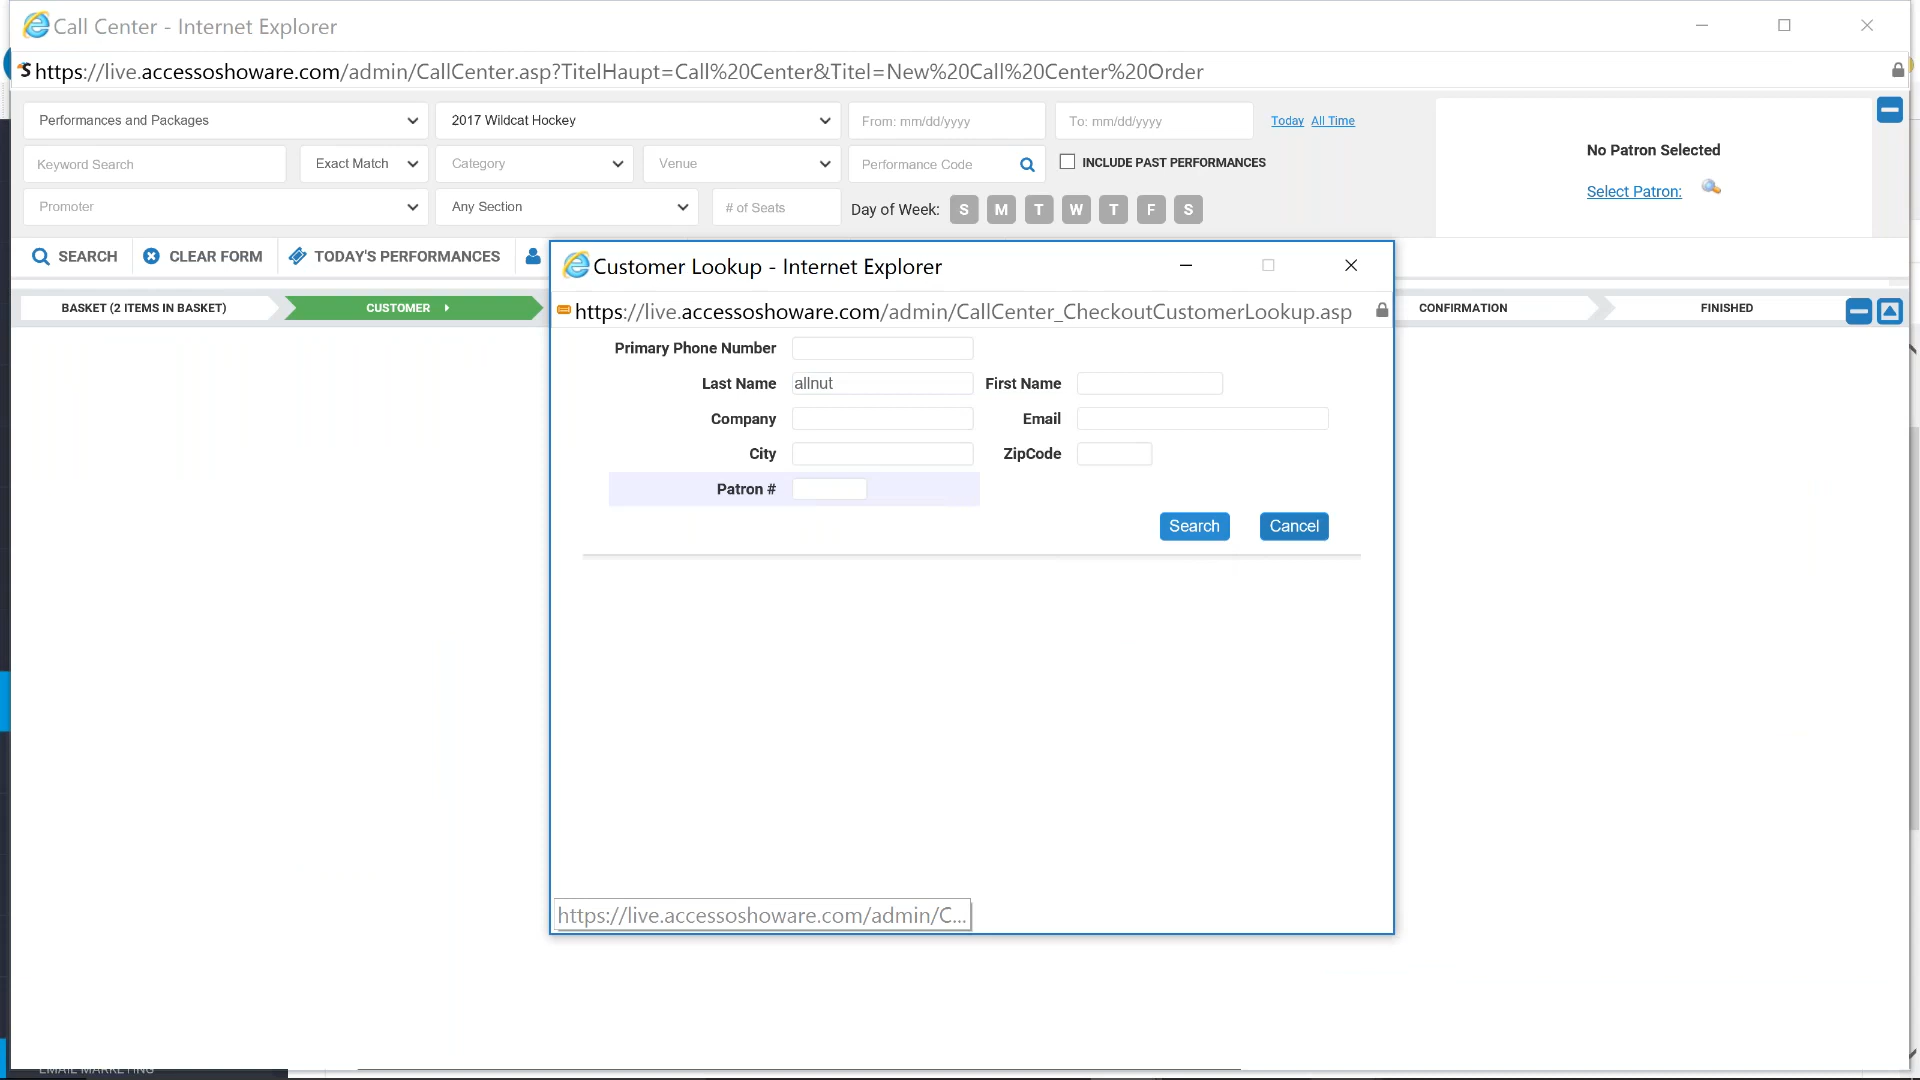 Call Center - Internet Explorer
https://live.accessoshoware.com/admin/CallCenter.asp?TitelHaupt=Call%20Center&Titel=New%20Call%20Center%20Order
Performances and Packages 2017 Wildcat Hockey From: mm/dd/yyyy To: mm/dd/yyyy Today All Time
No Patron Selected
Keyword Search Exact Match Category Venue Performance Code INCLUDE PAST PERFORMANCES
Select Patron:
Promoter Any Section # of Seats Day of Week: S M T W T F S
SEARCH CLEAR FORM TODAY'S PERFORMANCES
Customer Lookup - Internet Explorer
BASKET (2 ITEMS IN BASKET) CUSTOMER CONFIRMATION FINISHED
https://live.accessoshoware.com/admin/CallCenter_CheckoutCustomerLookup.asp
Primary Phone Number
Last Name allnut First Name
Company Email
City ZipCode
Patron #
Search Cancel
https://live.accessoshoware.com/admin/C...
EMAIL MARKETING